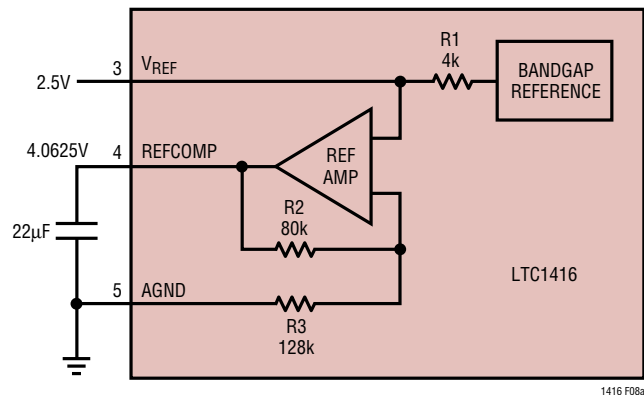 R1
4k
BANDGAP
REFERENCE
3
VREF
2.5V
4.0625V
4
REFCOMP
REF
AMP
R2
80k
22μF
LTC1416
5
AGND
R3
128k
1416 F08a